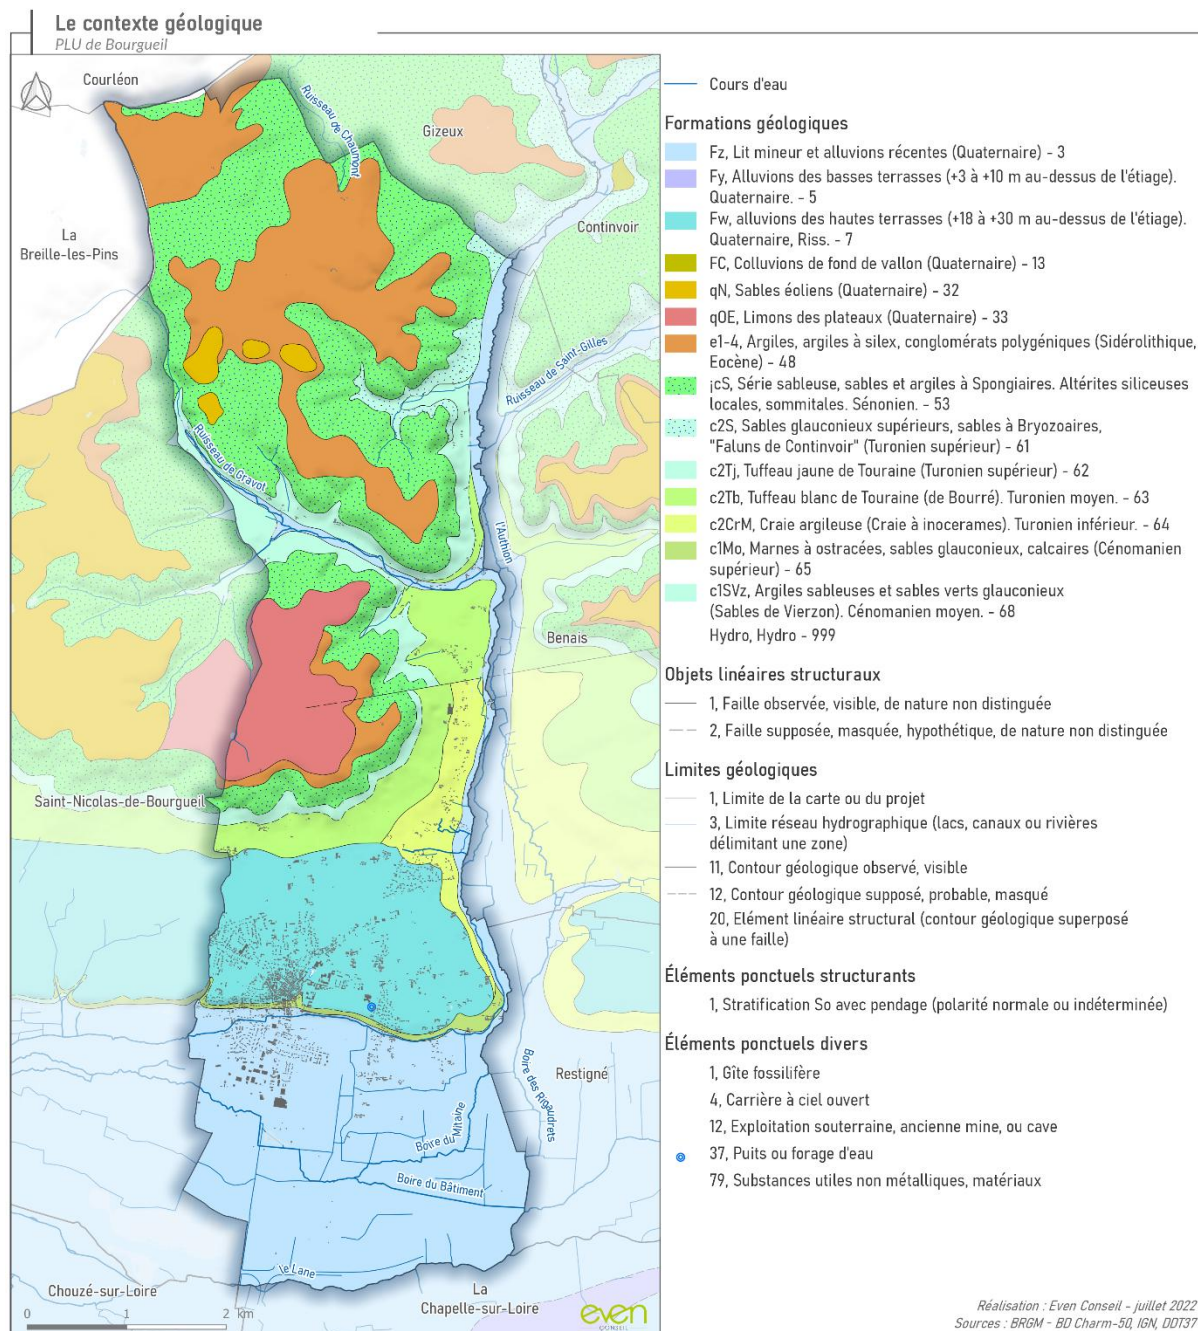 Le contexte géologique
PLU de Bourgueil
Courléon
Ruisseau de Chaumont
Gizeux
La
Breille-les-Pins
Continvoir
Ruisseau de Saint-Gilles
Ruisseau de Gravot
l'Authion
Benais
Saint-Nicolas-de-Bourgueil
Restigné
Boire des Rigaudrets
Boire du Mitaine
Boire du Bâtiment
le Lane
Chouzé-sur-Loire
La
Chapelle-sur-Loire
0 1 2 km
even
CONSEIL
Cours d'eau
Formations géologiques
Fz, Lit mineur et alluvions récentes (Quaternaire) - 3
Fy, Alluvions des basses terrasses (+3 à +10 m au-dessus de l'étiage).
Quaternaire. - 5
Fw, alluvions des hautes terrasses (+18 à +30 m au-dessus de l'étiage).
Quaternaire, Riss. - 7
FC, Colluvions de fond de vallon (Quaternaire) - 13
qN, Sables éoliens (Quaternaire) - 32
qOE, Limons des plateaux (Quaternaire) - 33
e1-4, Argiles, argiles à silex, conglomérats polygéniques (Sidérolithique,
Eocène) - 48
jcS, Série sableuse, sables et argiles à Spongiaires. Altérites siliceuses
locales, sommitales. Sénonien. - 53
c2S, Sables glauconieux supérieurs, sables à Bryozoaires,
"Faluns de Continvoir" (Turonien supérieur) - 61
c2Tj, Tuffeau jaune de Touraine (Turonien supérieur) - 62
c2Tb, Tuffeau blanc de Touraine (de Bourré). Turonien moyen. - 63
c2CrM, Craie argileuse (Craie à inocerames). Turonien inférieur. - 64
c1Mo, Marnes à ostracées, sables glauconieux, calcaires (Cénomanien
supérieur) - 65
c1SVz, Argiles sableuses et sables verts glauconieux
(Sables de Vierzon). Cénomanien moyen. - 68
Hydro, Hydro - 999
Objets linéaires structuraux
1, Faille observée, visible, de nature non distinguée
2, Faille supposée, masquée, hypothétique, de nature non distinguée
Limites géologiques
1, Limite de la carte ou du projet
3, Limite réseau hydrographique (lacs, canaux ou rivières
délimitant une zone)
11, Contour géologique observé, visible
12, Contour géologique supposé, probable, masqué
20, Elément linéaire structural (contour géologique superposé
à une faille)
Éléments ponctuels structurants
1, Stratification So avec pendage (polarité normale ou indéterminée)
Éléments ponctuels divers
1, Gîte fossilifère
4, Carrière à ciel ouvert
12, Exploitation souterraine, ancienne mine, ou cave
37, Puits ou forage d'eau
79, Substances utiles non métalliques, matériaux
Réalisation : Even Conseil - juillet 2022
Sources : BRGM - BD Charm-50, IGN, DDT37